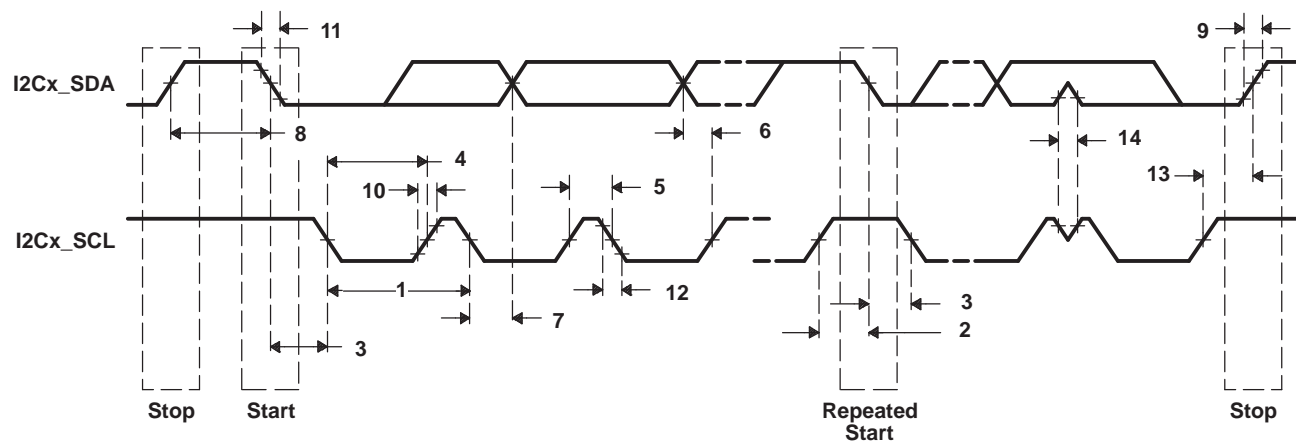 11
9
I2Cx_SDA
8
6
14
4
10
5
13
I2Cx_SCL
1
12
3
7
2
3
Stop
Start
Repeated
Start
Stop